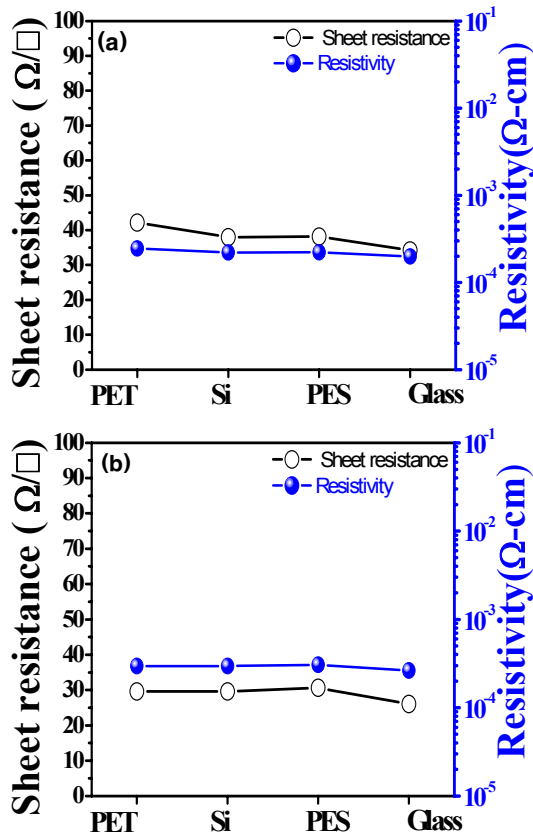 (a)
Sheet resistance
Resistivity
Sheet resistance ( Ω/□)
100
90
80
70
60
50
40
30
20
10
0
Resistivity(Ω-cm)
10⁻¹
10⁻²
10⁻³
10⁻⁴
10⁻⁵
PET Si PES Glass
(b)
Sheet resistance
Resistivity
Sheet resistance ( Ω/□)
100
90
80
70
60
50
40
30
20
10
0
Resistivity(Ω-cm)
10⁻¹
10⁻²
10⁻³
10⁻⁴
10⁻⁵
PET Si PES Glass